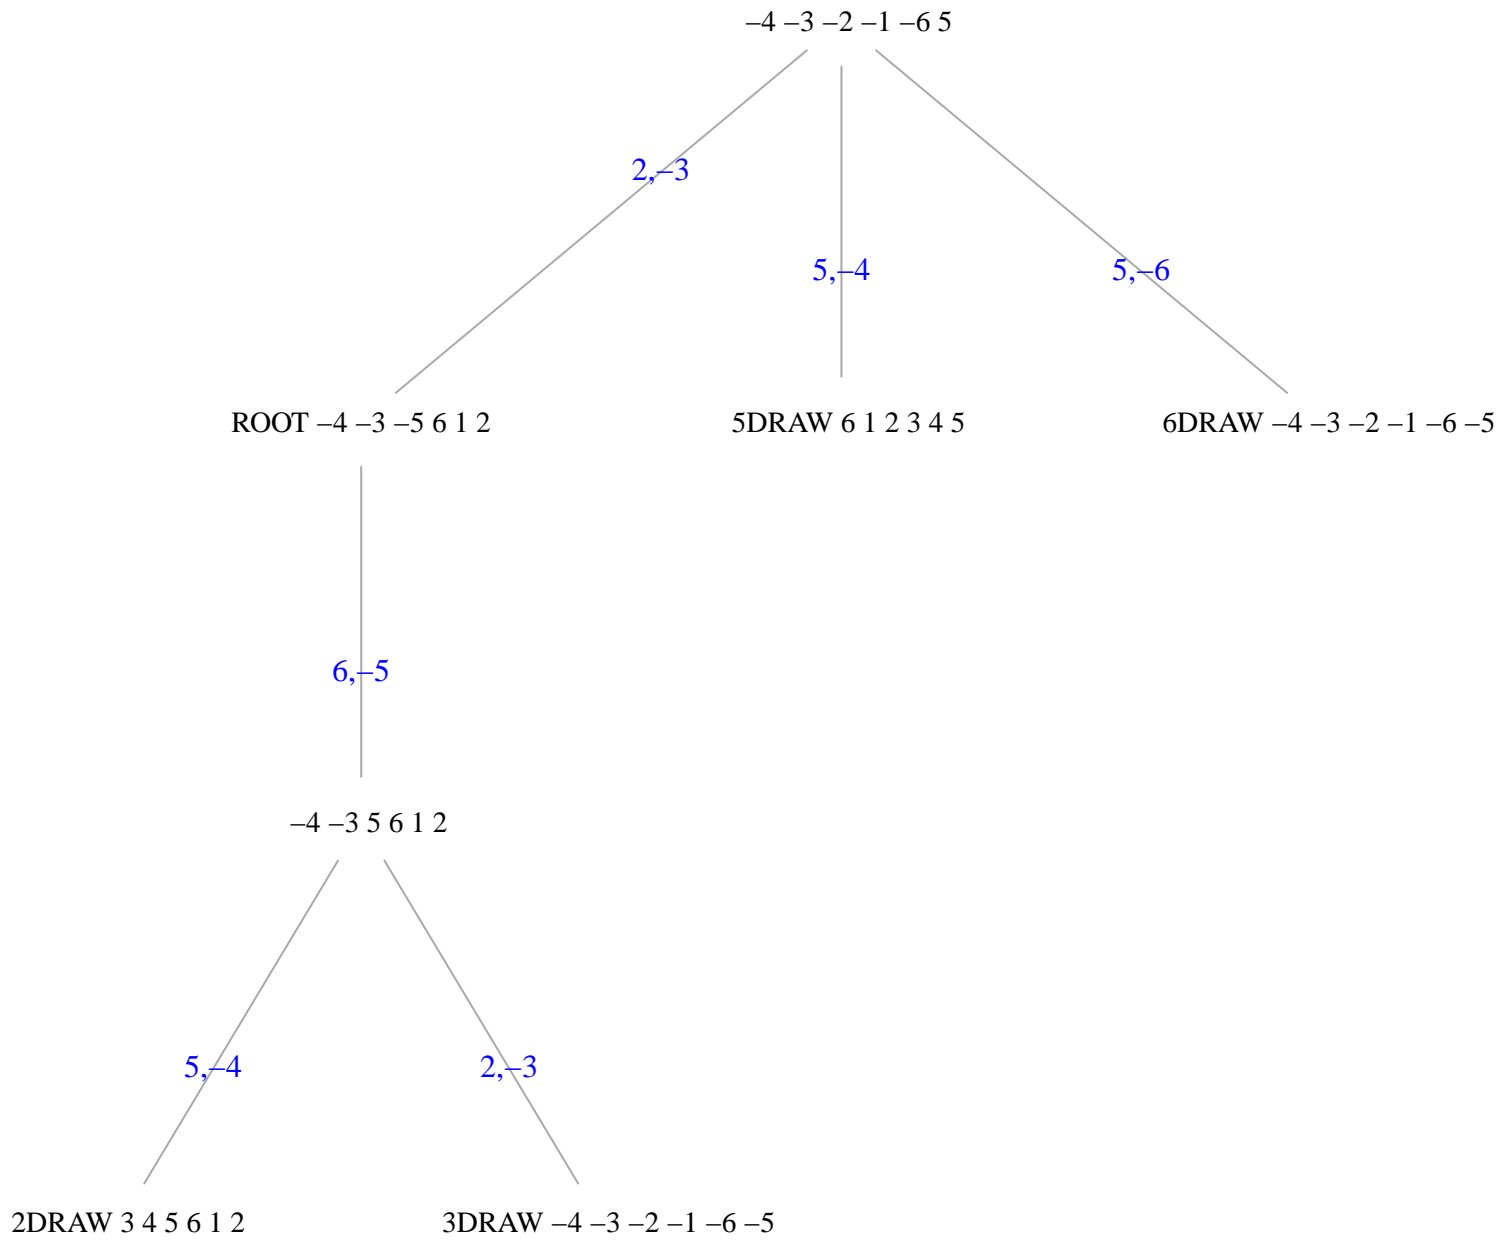 –4 –3 –2 –1 –6 5
2,–3
5,–4
5,–6
ROOT –4 –3 –5 6 1 2
5DRAW 6 1 2 3 4 5
6DRAW –4 –3 –2 –1 –6 –5
6,–5
–4 –3 5 6 1 2
5,–4
2,–3
2DRAW 3 4 5 6 1 2
3DRAW –4 –3 –2 –1 –6 –5